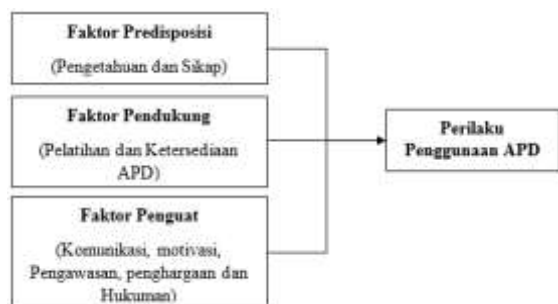 Faktor Predisposisi
(Pengetahuan dan Sikap)
Faktor Pendukung
(Pelatihan dan Ketersediaan
APD)
Faktor Penguat
(Komunikasi, motivasi,
Pengawasan, penghargaan dan
Hukuman)
Perilaku
Penggunaan APD